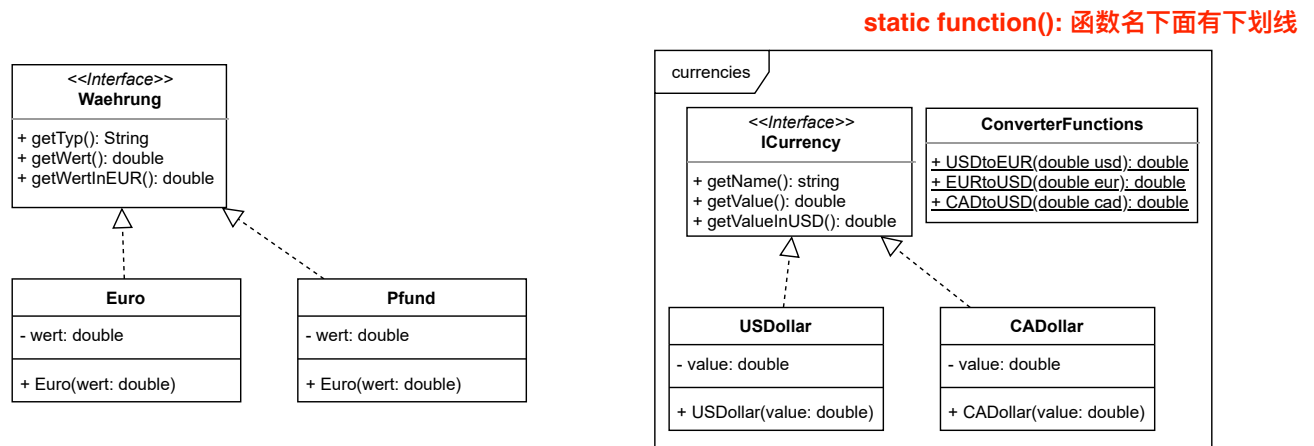 static function(): 函数名下面有下划线
<<Interface>>
Waehrung
+ getTyp(): String
+ getWert(): double
+ getWertInEUR(): double
Euro
- wert: double
+ Euro(wert: double)
Pfund
- wert: double
+ Euro(wert: double)
currencies
<<Interface>>
ICurrency
+ getName(): string
+ getValue(): double
+ getValueInUSD(): double
ConverterFunctions
+ USDtoEUR(double usd): double
+ EURtoUSD(double eur): double
+ CADtoUSD(double cad): double
USDollar
- value: double
+ USDollar(value: double)
CADollar
- value: double
+ CADollar(value: double)